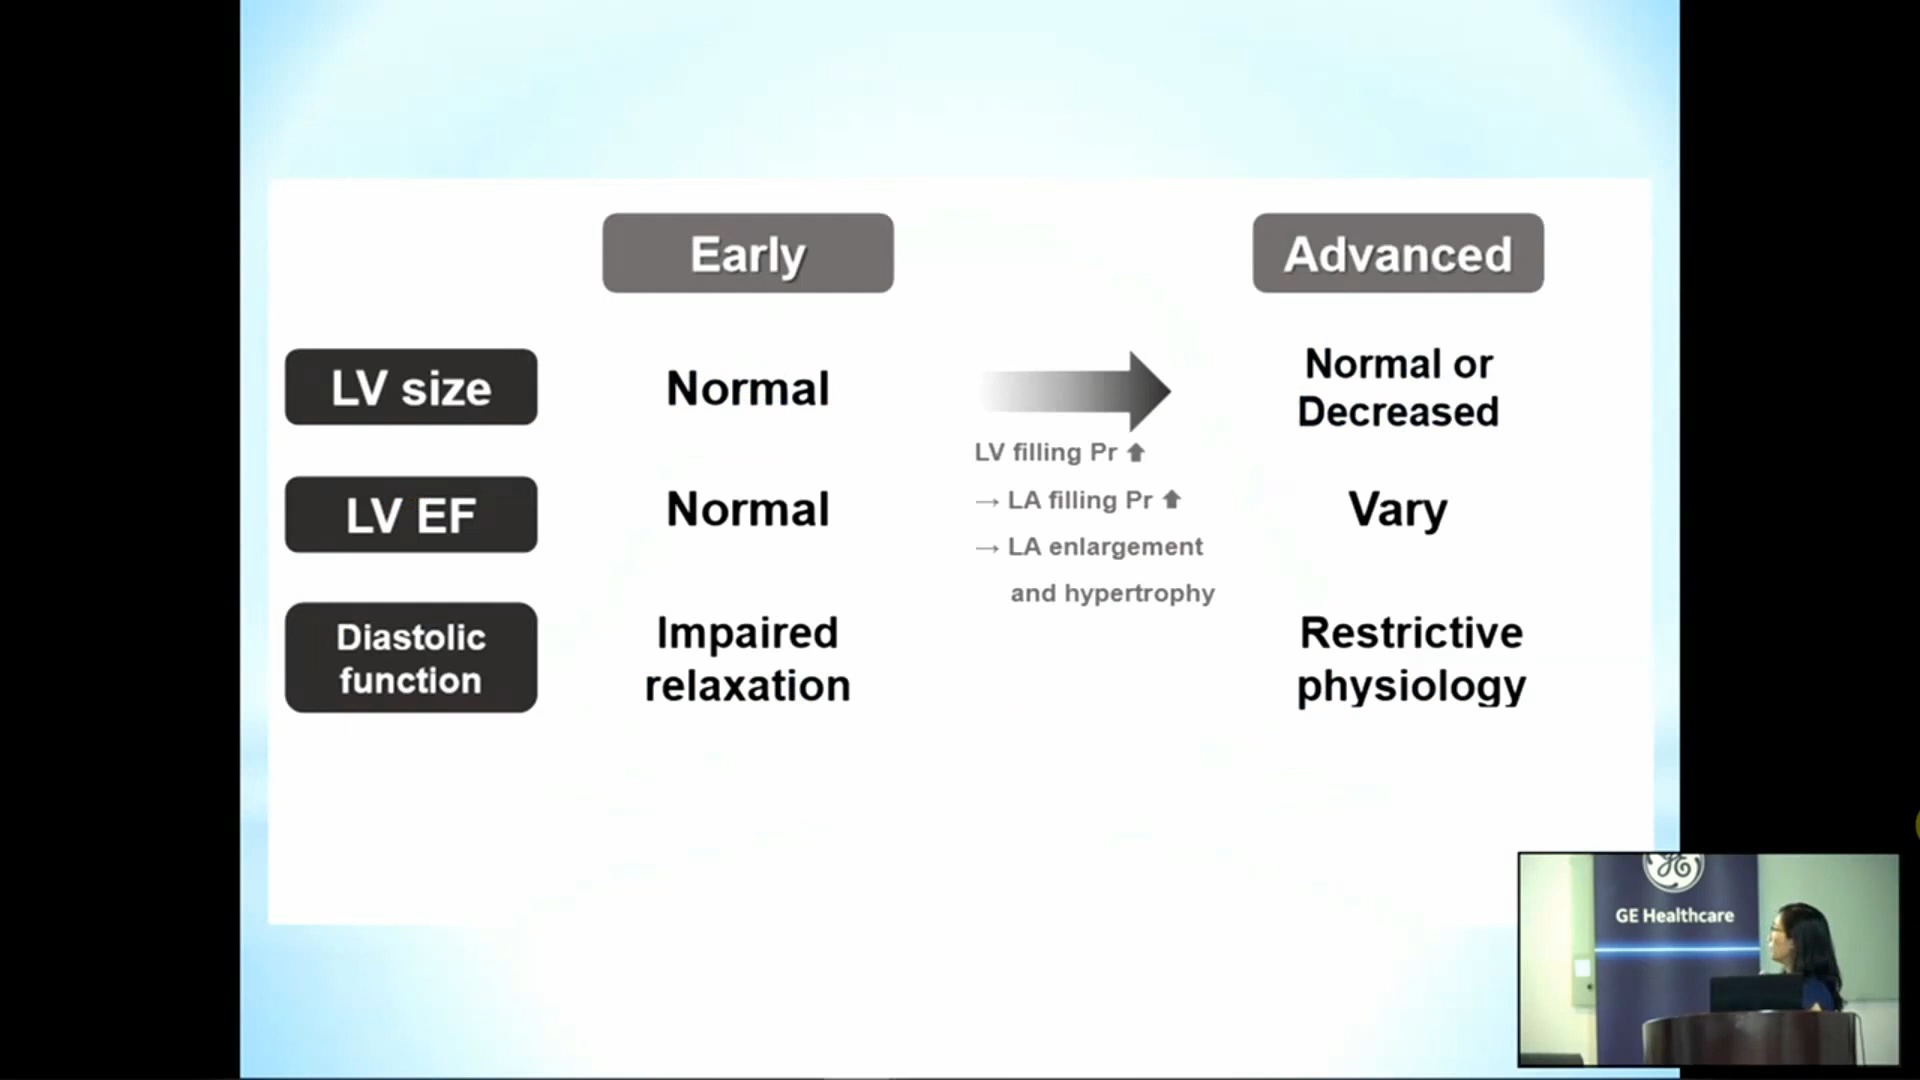 Early
Advanced
LV size
Normal
Normal or
Decreased
LV filling Pr ⬆
→ LA filling Pr ⬆
→ LA enlargement
and hypertrophy
LV EF
Normal
Vary
Diastolic
function
Impaired
relaxation
Restrictive
physiology
GE
GE Healthcare